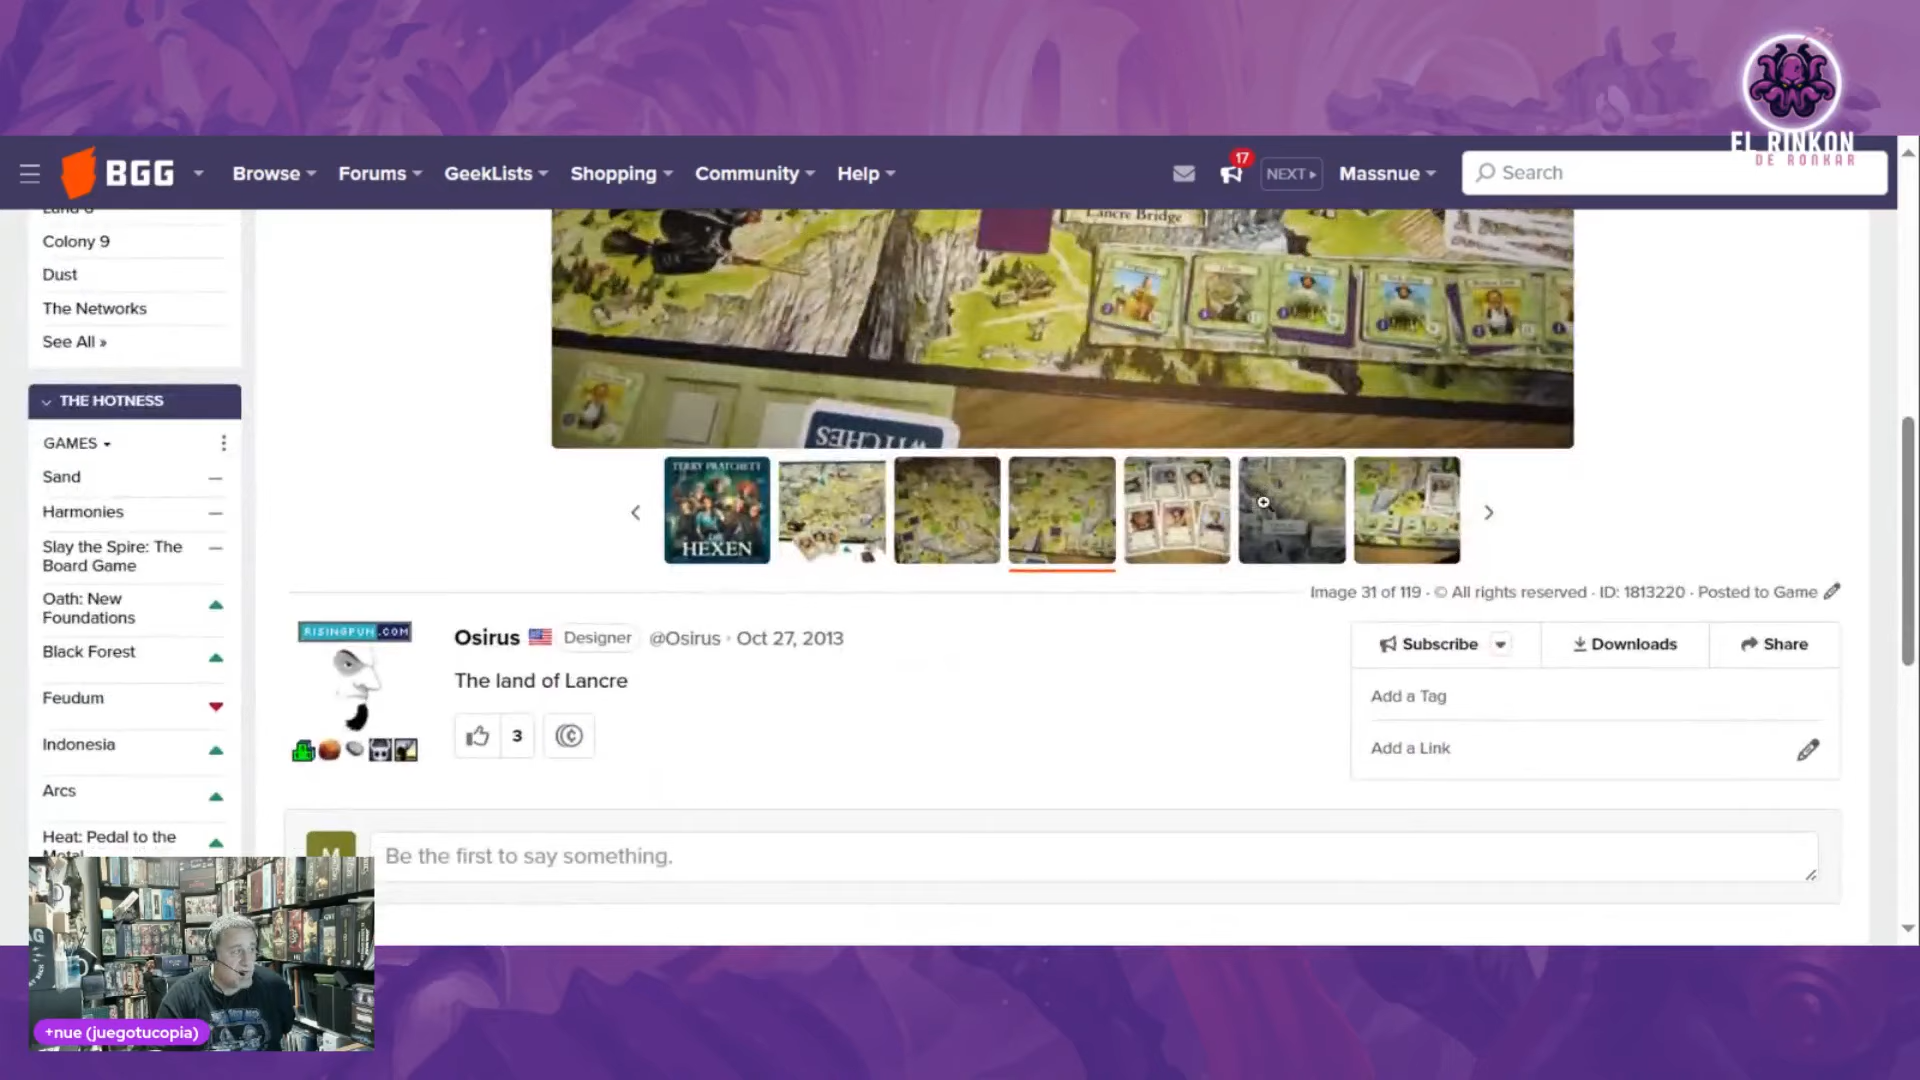 EL RINKON
DE RONKAR
BGG
Browse
Forums
GeekLists
Shopping
Community
Help
17
NEXT
Massnue
Search
Colony 9
Dust
The Networks
See All »
THE HOTNESS
GAMES
Sand
Harmonies
Slay the Spire: The
Board Game
Oath: New
Foundations
Black Forest
Feudum
Indonesia
Arcs
Heat: Pedal to the
Metal
Lancre Bridge
WITCHES
TERRY PRATCHETT
HEXEN
Image 31 of 119 · © All rights reserved · ID: 1813220 · Posted to Game
RISINGPUN.COM
Osirus
Designer
@Osirus · Oct 27, 2013
The land of Lancre
3
Subscribe
Downloads
Share
Add a Tag
Add a Link
M
Be the first to say something.
+nue (juegotucopia)